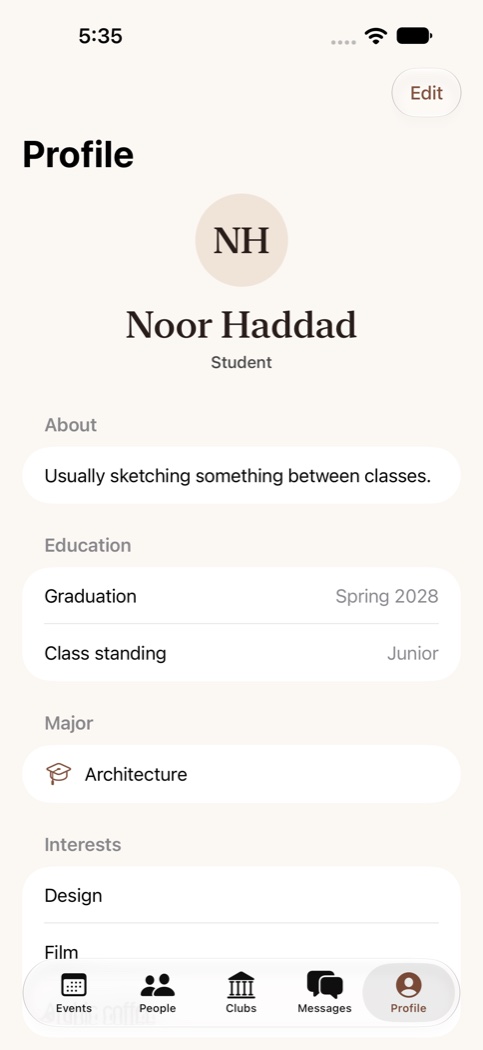 5:35
Edit
Profile
NH
Noor Haddad
Student
About
Usually sketching something between classes.
Education
Graduation Spring 2028
Class standing Junior
Major
Architecture
Interests
Design
Film
Events People Clubs Messages Profile